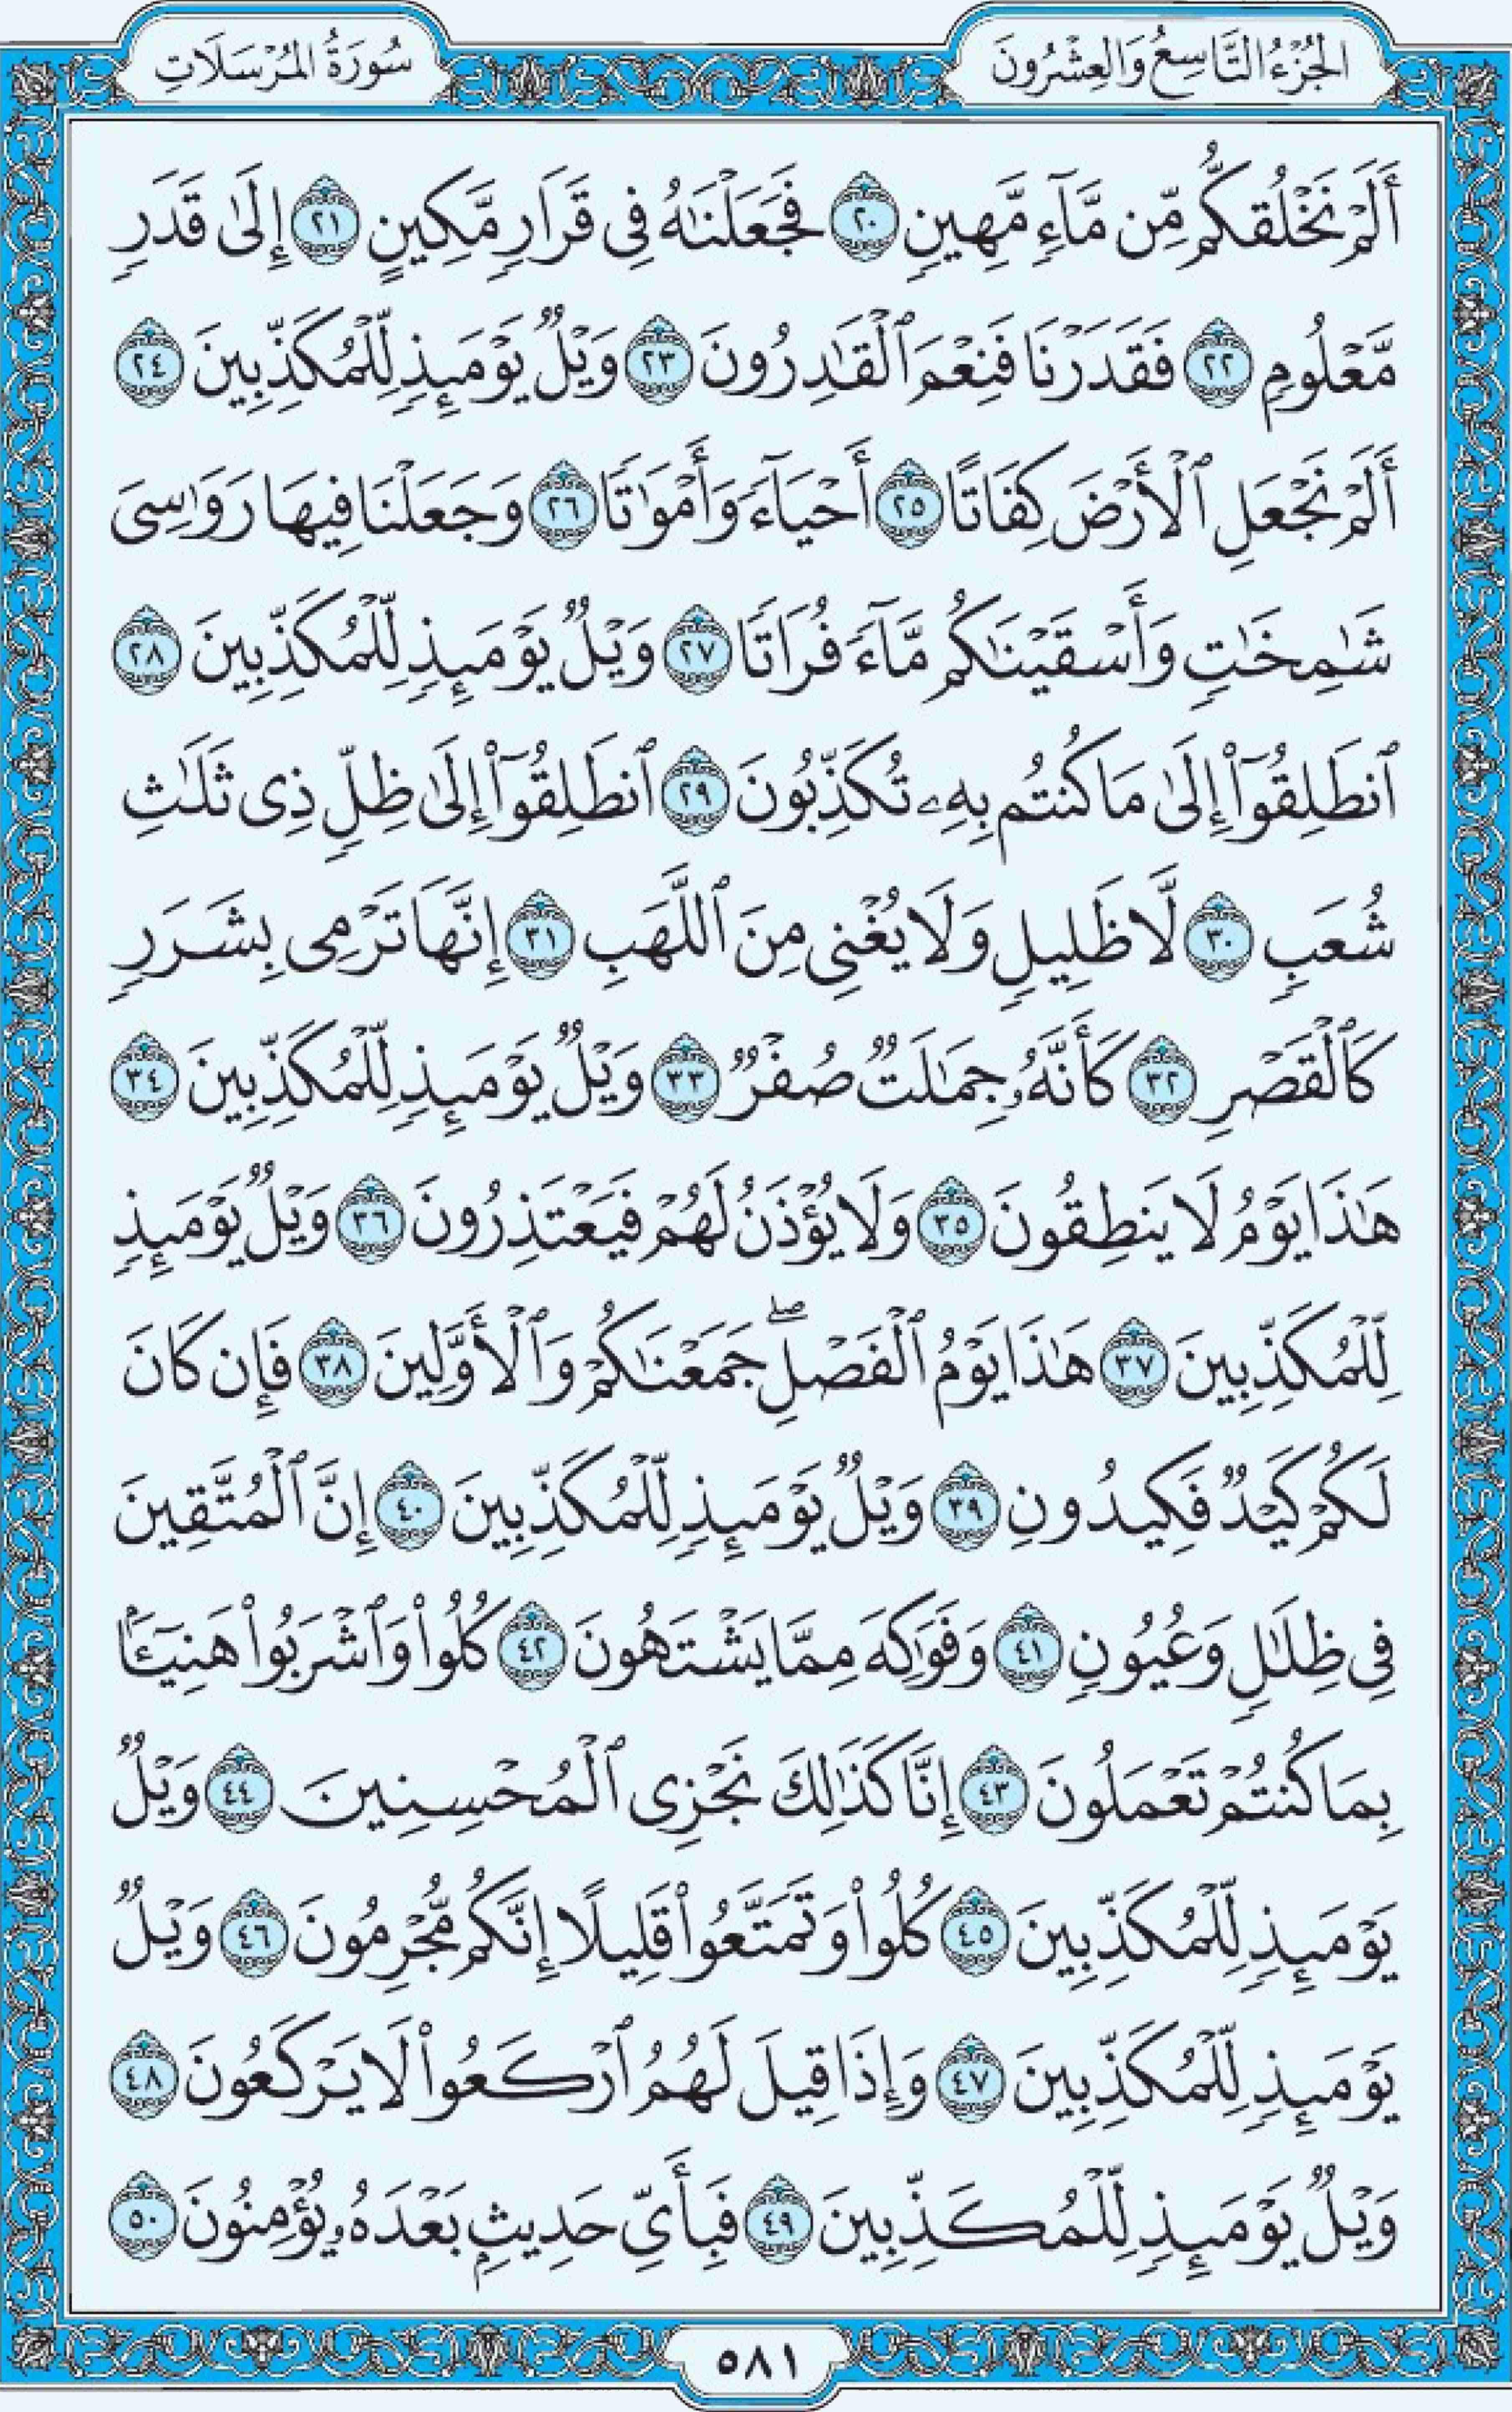 الجُزْءُ التَّاسِعُ وَالعِشْرُونَ
سُورَةُ المُرْسَلَاتِ
أَلَمْ نَخْلُقكُّم مِّن مَّآءٍ مَّهِينٍ ٢٠ فَجَعَلْنَٰهُ فِى قَرَارٍ مَّكِينٍ ٢١ إِلَىٰ قَدَرٍ
مَّعْلُومٍ ٢٢ فَقَدَرْنَا فَنِعْمَ ٱلْقَٰدِرُونَ ٢٣ وَيْلٌ يَوْمَئِذٍ لِّلْمُكَذِّبِينَ ٢٤
أَلَمْ نَجْعَلِ ٱلْأَرْضَ كِفَاتًا ٢٥ أَحْيَآءً وَأَمْوَٰتًا ٢٦ وَجَعَلْنَا فِيهَا رَوَٰسِىَ
شَٰمِخَٰتٍ وَأَسْقَيْنَٰكُم مَّآءً فُرَاتًا ٢٧ وَيْلٌ يَوْمَئِذٍ لِّلْمُكَذِّبِينَ ٢٨
ٱنطَلِقُوٓا۟ إِلَىٰ مَا كُنتُم بِهِۦ تُكَذِّبُونَ ٢٩ ٱنطَلِقُوٓا۟ إِلَىٰ ظِلٍّ ذِى ثَلَٰثِ
شُعَبٍ ٣٠ لَّا ظَلِيلٍ وَلَا يُغْنِى مِنَ ٱللَّهَبِ ٣١ إِنَّهَا تَرْمِى بِشَرَرٍ
كَٱلْقَصْرِ ٣٢ كَأَنَّهُۥ جِمَٰلَتٌ صُفْرٌ ٣٣ وَيْلٌ يَوْمَئِذٍ لِّلْمُكَذِّبِينَ ٣٤
هَٰذَا يَوْمُ لَا يَنطِقُونَ ٣٥ وَلَا يُؤْذَنُ لَهُمْ فَيَعْتَذِرُونَ ٣٦ وَيْلٌ يَوْمَئِذٍ
لِّلْمُكَذِّبِينَ ٣٧ هَٰذَا يَوْمُ ٱلْفَصْلِ ۖ جَمَعْنَٰكُمْ وَٱلْأَوَّلِينَ ٣٨ فَإِن كَانَ
لَكُمْ كَيْدٌ فَكِيدُونِ ٣٩ وَيْلٌ يَوْمَئِذٍ لِّلْمُكَذِّبِينَ ٤٠ إِنَّ ٱلْمُتَّقِينَ
فِى ظِلَٰلٍ وَعُيُونٍ ٤١ وَفَوَٰكِهَ مِمَّا يَشْتَهُونَ ٤٢ كُلُوا۟ وَٱشْرَبُوا۟ هَنِيٓـًٔۢا
بِمَا كُنتُمْ تَعْمَلُونَ ٤٣ إِنَّا كَذَٰلِكَ نَجْزِى ٱلْمُحْسِنِينَ ٤٤ وَيْلٌ
يَوْمَئِذٍ لِّلْمُكَذِّبِينَ ٤٥ كُلُوا۟ وَتَمَتَّعُوا۟ قَلِيلًا إِنَّكُم مُّجْرِمُونَ ٤٦ وَيْلٌ
يَوْمَئِذٍ لِّلْمُكَذِّبِينَ ٤٧ وَإِذَا قِيلَ لَهُمُ ٱرْكَعُوا۟ لَا يَرْكَعُونَ ٤٨
وَيْلٌ يَوْمَئِذٍ لِّلْمُكَذِّبِينَ ٤٩ فَبِأَىِّ حَدِيثٍۭ بَعْدَهُۥ يُؤْمِنُونَ ٥٠
٥٨١